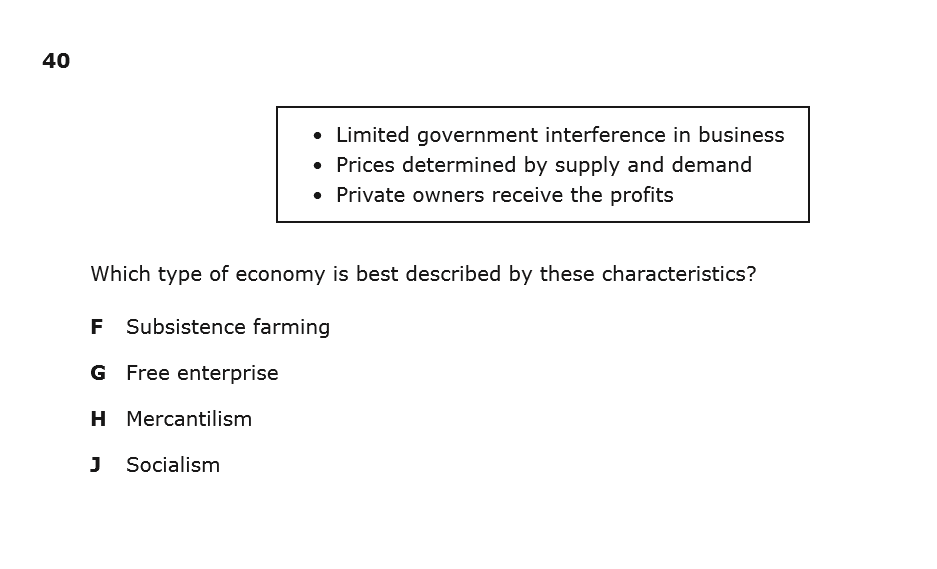 40
• Limited government interference in business
• Prices determined by supply and demand
• Private owners receive the profits
Which type of economy is best described by these characteristics?
F Subsistence farming
G Free enterprise
H Mercantilism
J Socialism